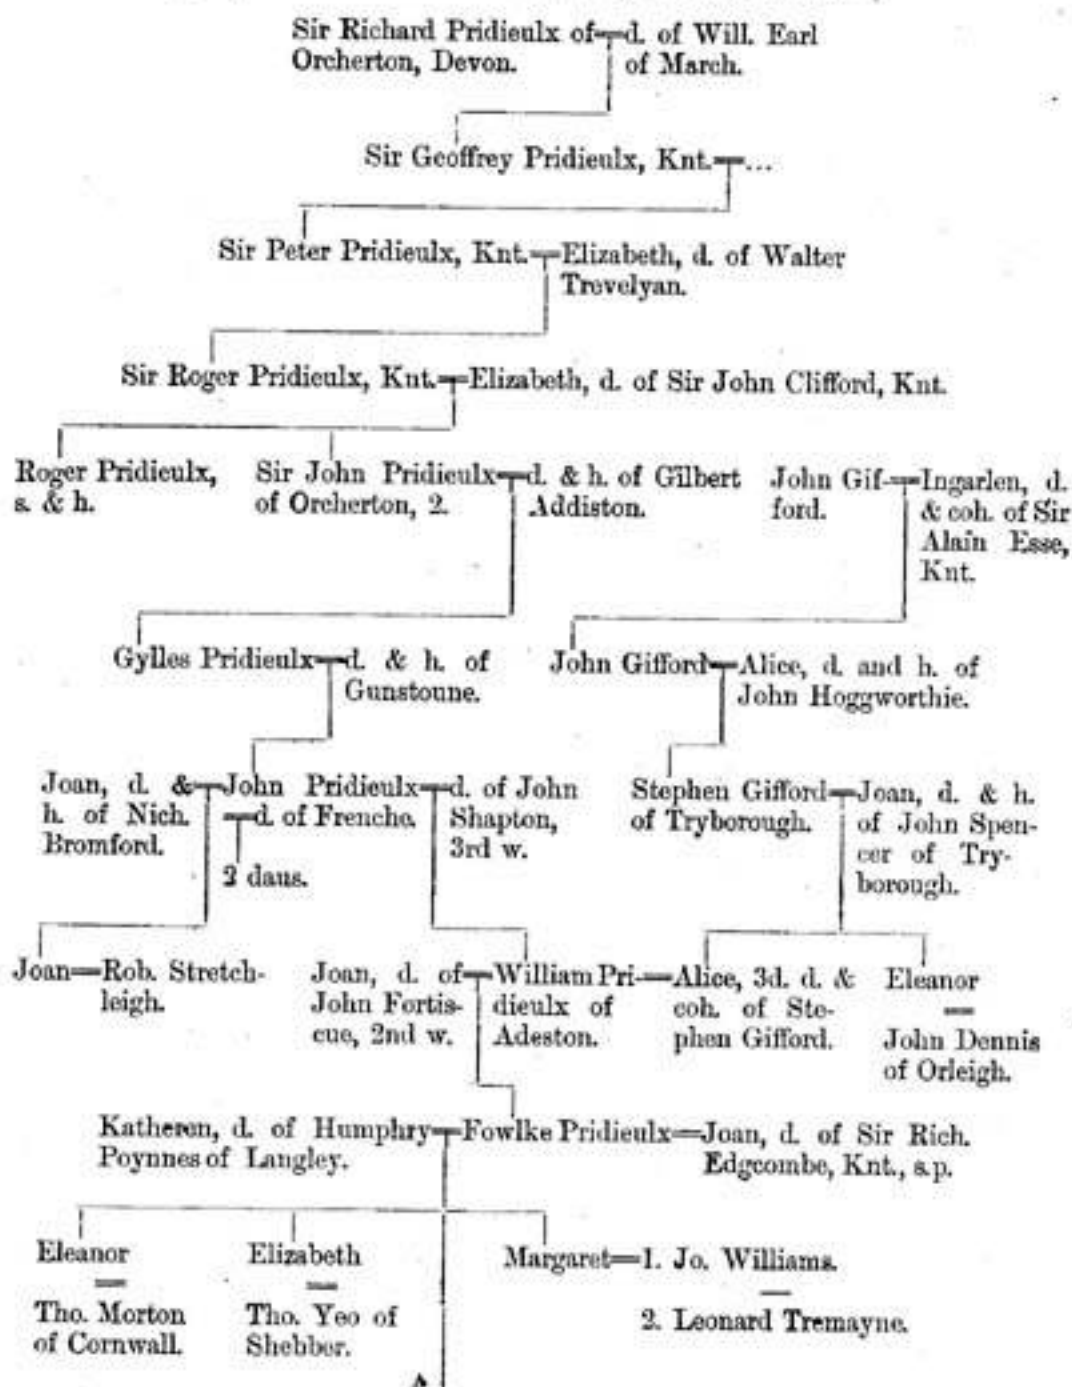 Sir Richard Pridieulx of═d. of Will. Earl
Orcherton, Devon. of March.
Sir Geoffrey Pridieulx, Knt.═...
Sir Peter Pridieulx, Knt.═Elizabeth, d. of Walter
Trevelyan.
Sir Roger Pridieulx, Knt.═Elizabeth, d. of Sir John Clifford, Knt.
Roger Pridieulx,
s. & h.
Sir John Pridieulx═d. & h. of Gilbert
of Orcherton, 2. Addiston.
John Gif-═Ingarlen, d.
ford. & coh. of Sir
Alain Esse,
Knt.
Gylles Pridieulx═d. & h. of
Gunstoune.
John Gifford═Alice, d. and h. of
John Hoggworthie.
Joan, d. &═John Pridieulx═d. of John
h. of Nich. ═d. of Frenche. Shapton,
Bromford. 3rd w.
2 daus.
Stephen Gifford═Joan, d. & h.
of Tryborough. of John Spen-
cer of Try-
borough.
Joan═Rob. Stretch-
leigh.
Joan, d. of═William Pri-═Alice, 3d. d. &
John Fortis- dieulx of coh. of Ste-
cue, 2nd w. Adeston. phen Gifford.
Eleanor
═
John Dennis
of Orleigh.
Katheren, d. of Humphry═Fowlke Pridieulx═Joan, d. of Sir Rich.
Poynnes of Langley. Edgcombe, Knt., s.p.
Eleanor
═
Tho. Morton
of Cornwall.
Elizabeth
═
Tho. Yeo of
Shebber.
Margaret═1. Jo. Williams.
═
2. Leonard Tremayne.
A